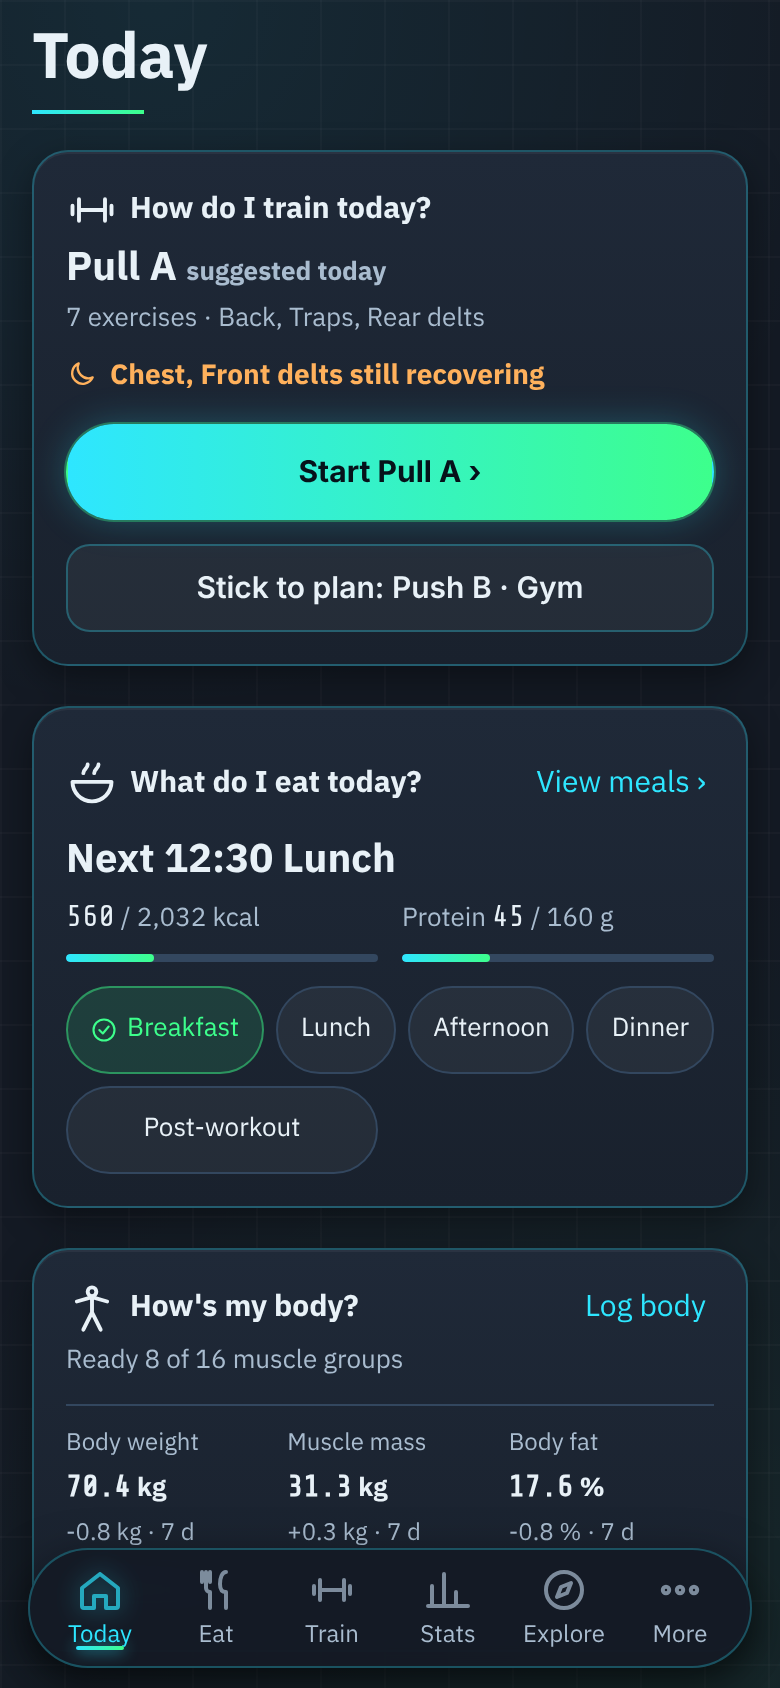 Today
How do I train today?
Pull A suggested today
7 exercises · Back, Traps, Rear delts
Chest, Front delts still recovering
Start Pull A ›
Stick to plan: Push B · Gym
What do I eat today?
View meals ›
Next 12:30 Lunch
560 / 2,032 kcal
Protein 45 / 160 g
Breakfast
Lunch
Afternoon
Dinner
Post-workout
How's my body?
Log body
Ready 8 of 16 muscle groups
Body weight
Muscle mass
Body fat
70.4 kg
31.3 kg
17.6 %
-0.8 kg · 7 d
+0.3 kg · 7 d
-0.8 % · 7 d
Today
Eat
Train
Stats
Explore
More